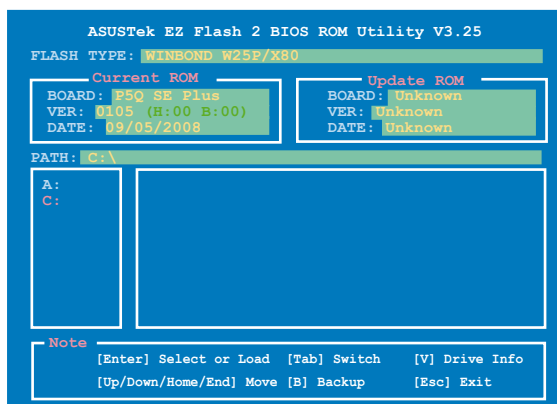 ASUSTek EZ Flash 2 BIOS ROM Utility V3.25
FLASH TYPE: WINBOND W25P/X80
Current ROM
BOARD: P5Q SE Plus
VER: 0105 (H:00 B:00)
DATE: 09/05/2008
Update ROM
BOARD: Unknown
VER: Unknown
DATE: Unknown
PATH: C:\
A:
C:
Note
[Enter] Select or Load [Tab] Switch [V] Drive Info
[Up/Down/Home/End] Move [B] Backup [Esc] Exit